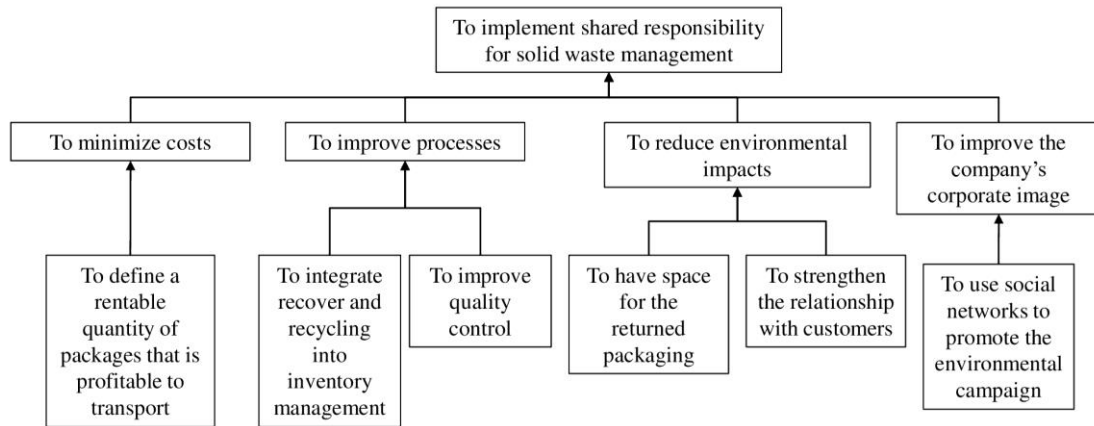 To implement shared responsibility
for solid waste management
To minimize costs
To improve processes
To reduce environmental
impacts
To improve the
company's
corporate image
To define a
rentable
quantity of
packages that is
profitable to
transport
To integrate
recover and
recycling
into
inventory
management
To improve
quality
control
To have space
for the
returned
packaging
To strengthen
the relationship
with customers
To use social
networks to
promote the
environmental
campaign